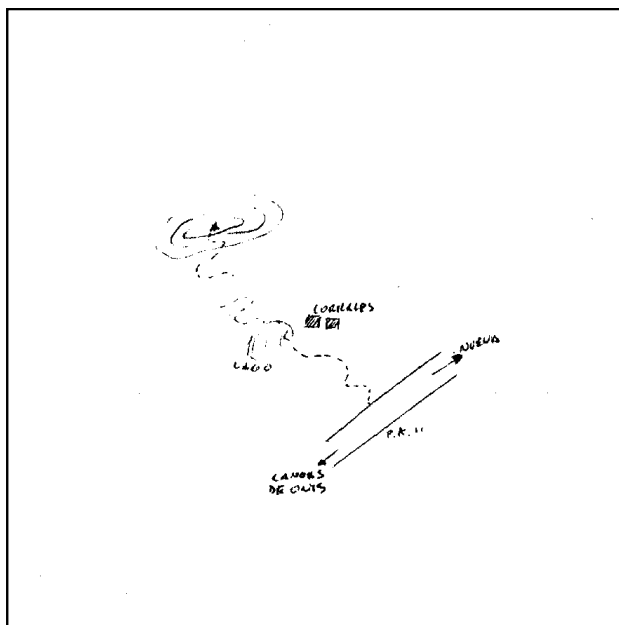 CORRALES
NUEVA
LAGO
P.K. 11
CANGAS
DE ONIS